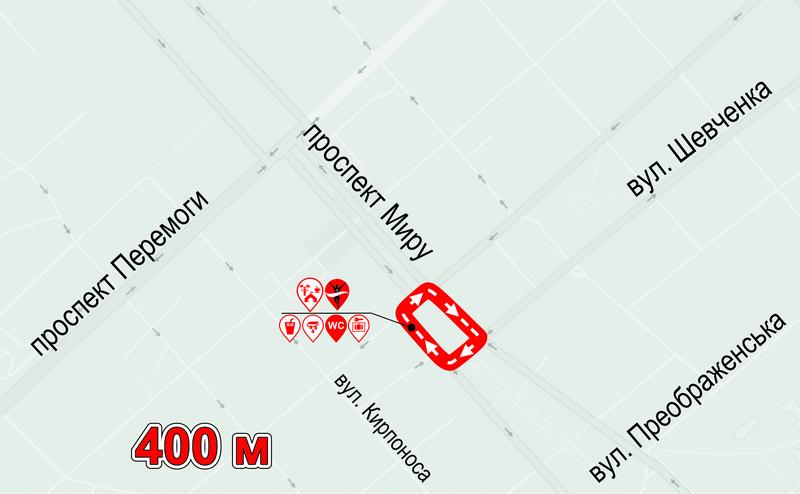 проспект Миру
вул. Шевченка
проспект Перемоги
WC
вул. Преображенська
вул. Кирпоноса
400 м